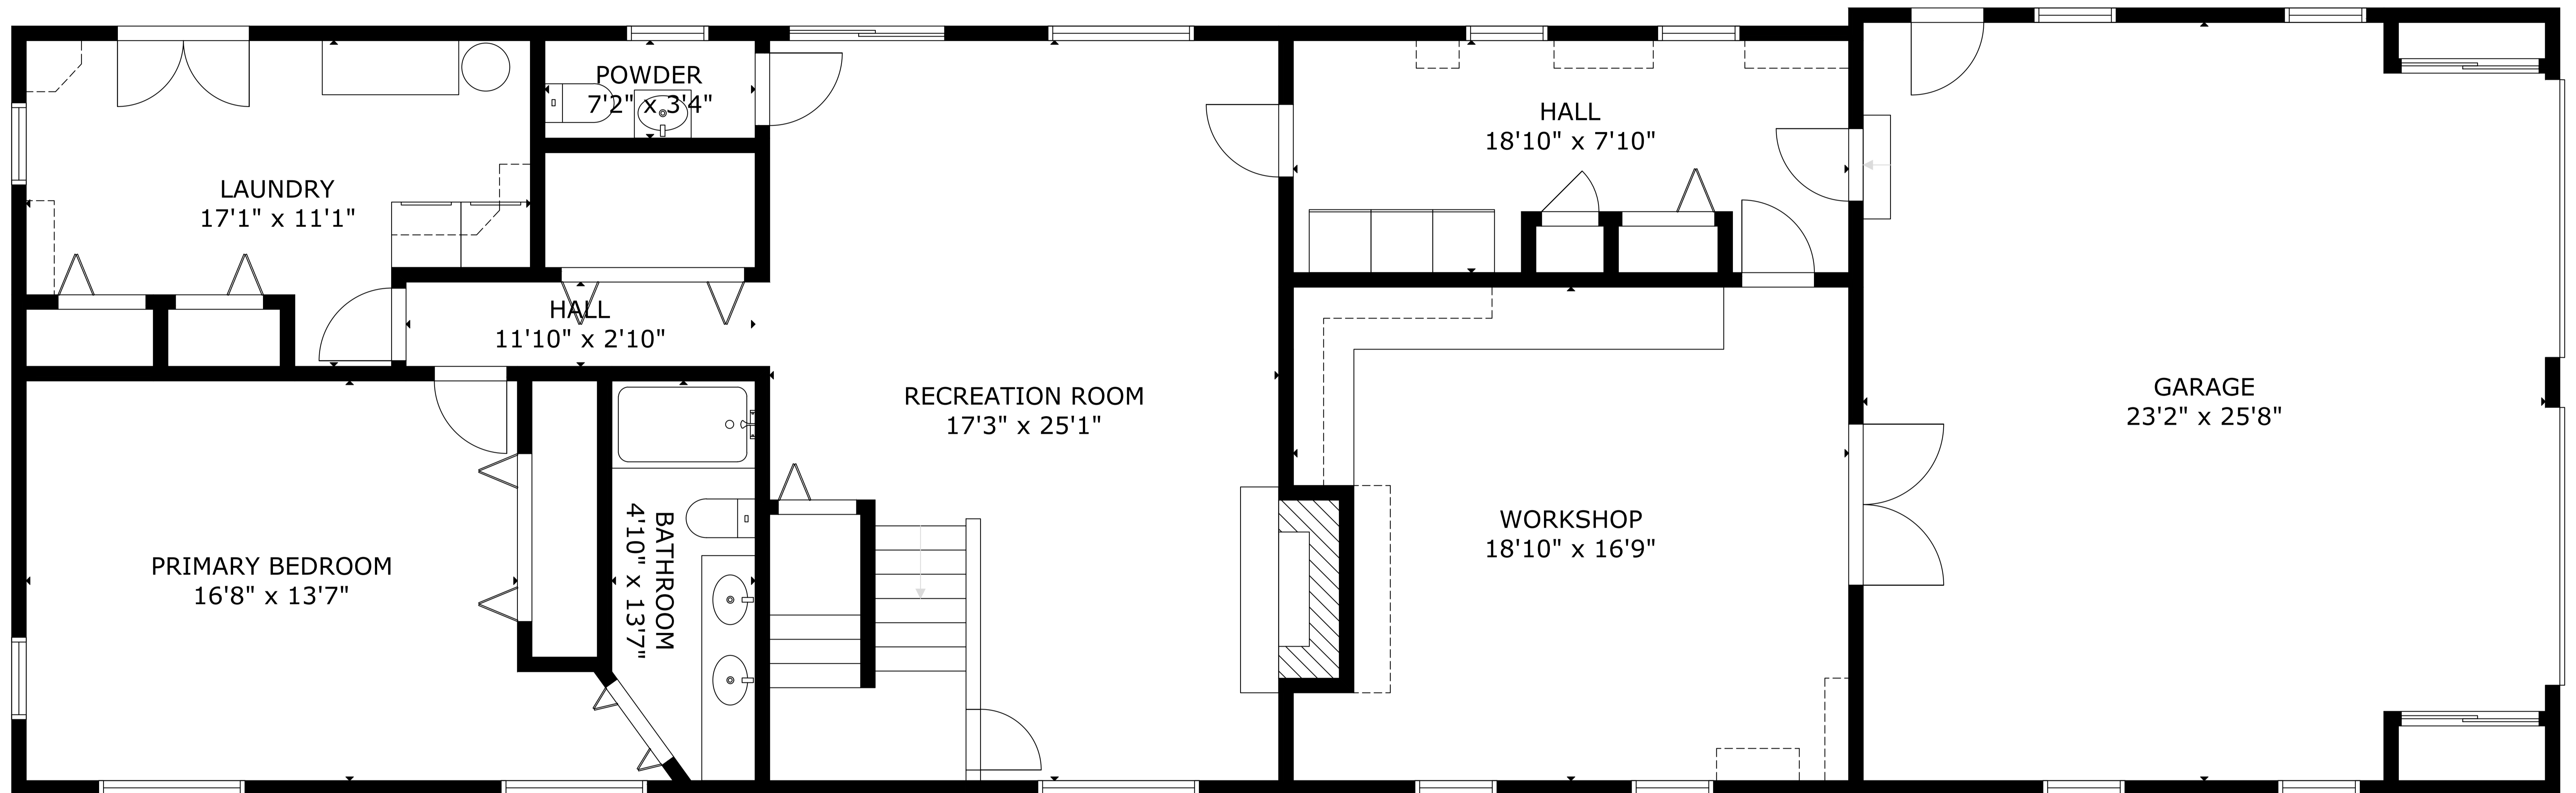 POWDER
7'2" x 3'4"
LAUNDRY
17'1" x 11'1"
HALL
11'10" x 2'10"
HALL
18'10" x 7'10"
RECREATION ROOM
17'3" x 25'1"
GARAGE
23'2" x 25'8"
WORKSHOP
18'10" x 16'9"
PRIMARY BEDROOM
16'8" x 13'7"
BATHROOM
4'10" x 13'7"